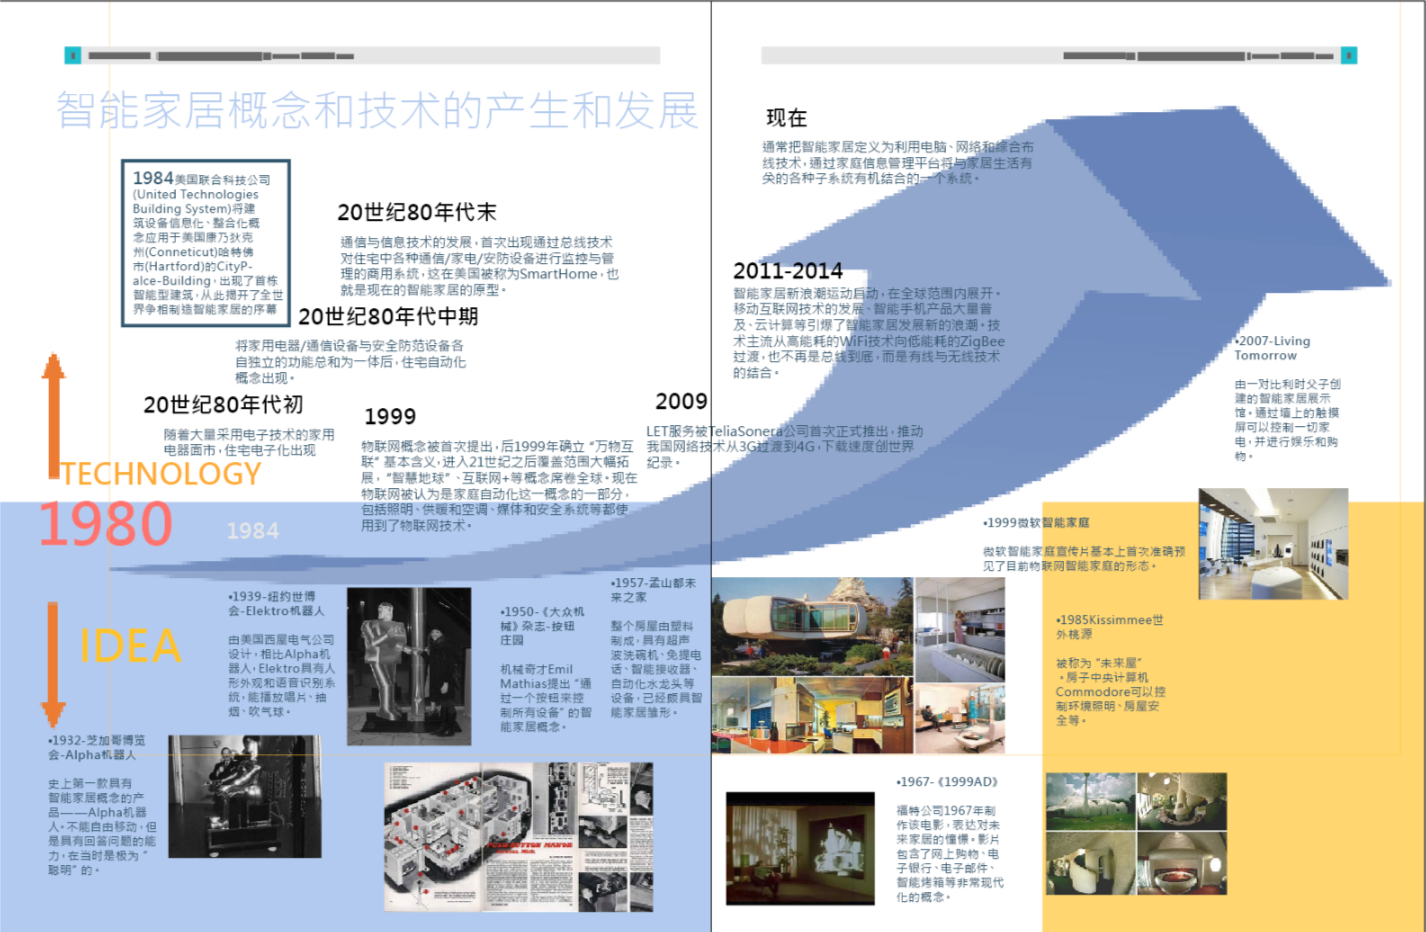 智能家居概念和技术的产生和发展
1984美国联合科技公司
(United Technologies
Building System)将建
筑设备信息化、整合化概
念应用于美国康乃狄克
州(Conneticut)哈特佛
市(Hartford)的CityP-
alce-Building，出现了首栋
智能型建筑，从此揭开了全世
界争相制造智能家居的序幕
20世纪80年代末
通信与信息技术的发展，首次出现通过总线技术
对住宅中各种通信/家电/安防设备进行监控与管
理的商用系统，这在美国被称为SmartHome，也
就是现在的智能家居的原型。
20世纪80年代中期
将家用电器/通信设备与安全防范设备各
自独立的功能总和为一体后，住宅自动化
概念出现。
20世纪80年代初
随着大量采用电子技术的家用
电器面市，住宅电子化出现
1999
物联网概念被首次提出，后1999年确立 “万物互
联” 基本含义，进入21世纪之后覆盖范围大幅拓
展，“智慧地球” 、互联网+等概念席卷全球。现在
物联网被认为是家庭自动化这一概念的一部分，
包括照明、供暖和空调、媒体和安全系统等都使
用到了物联网技术。
2009
LET服务被TeliaSonera公司首次正式推出，推动
我国网络技术从3G过渡到4G，下载速度创世界
纪录。
TECHNOLOGY
1980
1984
IDEA
•1932-芝加哥博览
会-Alpha机器人
史上第一款具有
智能家居概念的产
品——Alpha机器
人。不能自由移动，但
是具有回答问题的能
力，在当时是极为 “
聪明” 的。
•1939-纽约世博
会-Elektro机器人
由美国西屋电气公司
设计，相比Alpha机
器人，Elektro具有人
形外观和语音识别系
统，能播放唱片、抽
烟、吹气球。
•1950-《大众机
械》杂志-按钮
庄园
机械奇才Emil
Mathias提出 “通
过一个按钮来控
制所有设备” 的智
能家居概念。
•1957-孟山都未
来之家
整个房屋由塑料
制成，具有超声
波洗碗机、免提电
话、智能接收器、
自动化水龙头等
设备，已经颇具智
能家居雏形。
PUSH BUTTON MANOR
现在
通常把智能家居定义为利用电脑、网络和综合布
线技术，通过家庭信息管理平台将与家居生活有
关的各种子系统有机结合的一个系统。
2011-2014
智能家居新浪潮运动启动，在全球范围内展开。
移动互联网技术的发展、智能手机产品大量普
及、云计算等引爆了智能家居发展新的浪潮。技
术主流从高能耗的WiFi技术向低能耗的ZigBee
过渡，也不再是总线到底，而是有线与无线技术
的结合。
•2007-Living
Tomorrow
由一对比利时父子创
建的智能家居展示
馆。通过墙上的触摸
屏可以控制一切家
电，并进行娱乐和购
物。
•1999微软智能家庭
微软智能家庭宣传片基本上首次准确预
见了目前物联网智能家庭的形态。
•1985Kissimmee世
外桃源
被称为 “未来屋”
。房子中央计算机
Commodore可以控
制环境照明、房屋安
全等。
•1967-《1999AD》
福特公司1967年制
作该电影，表达对未
来家居的憧憬。影片
包含了网上购物、电
子银行、电子邮件、
智能烤箱等非常现代
化的概念。